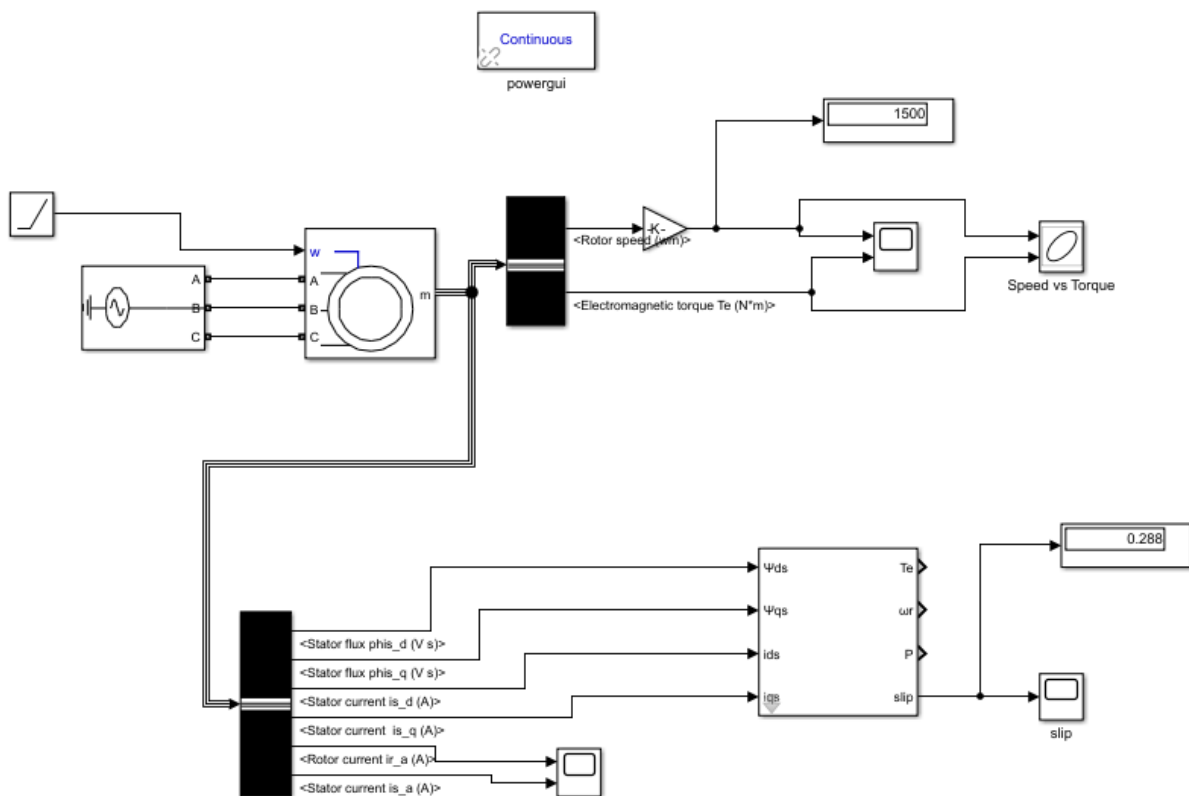 Continuous
powergui
1500
-K-
<Rotor speed (wm)>
w
A
A
B
B
C
C
m
<Electromagnetic torque Te (N*m)>
Speed vs Torque
0.288
Ψds
Te
Ψqs
ωr
ids
P
iqs
slip
slip
<Stator flux phis_d (V s)>
<Stator flux phis_q (V s)>
<Stator current is_d (A)>
<Stator current is_q (A)>
<Rotor current ir_a (A)>
<Stator current is_a (A)>